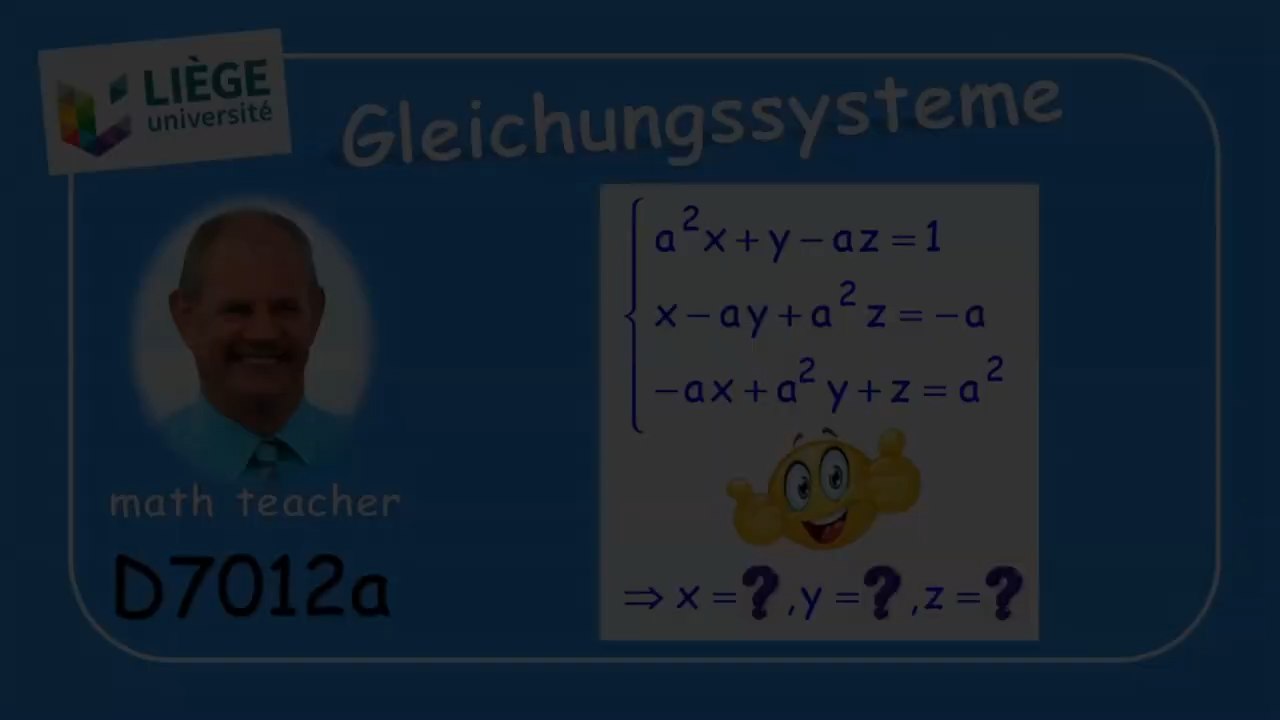 LIÈGE
université
Gleichungssysteme
a²x + y − az = 1
x − ay + a²z = −a
−ax + a²y + z = a²
math teacher
D7012a
⇒ x = ?, y = ?, z = ?